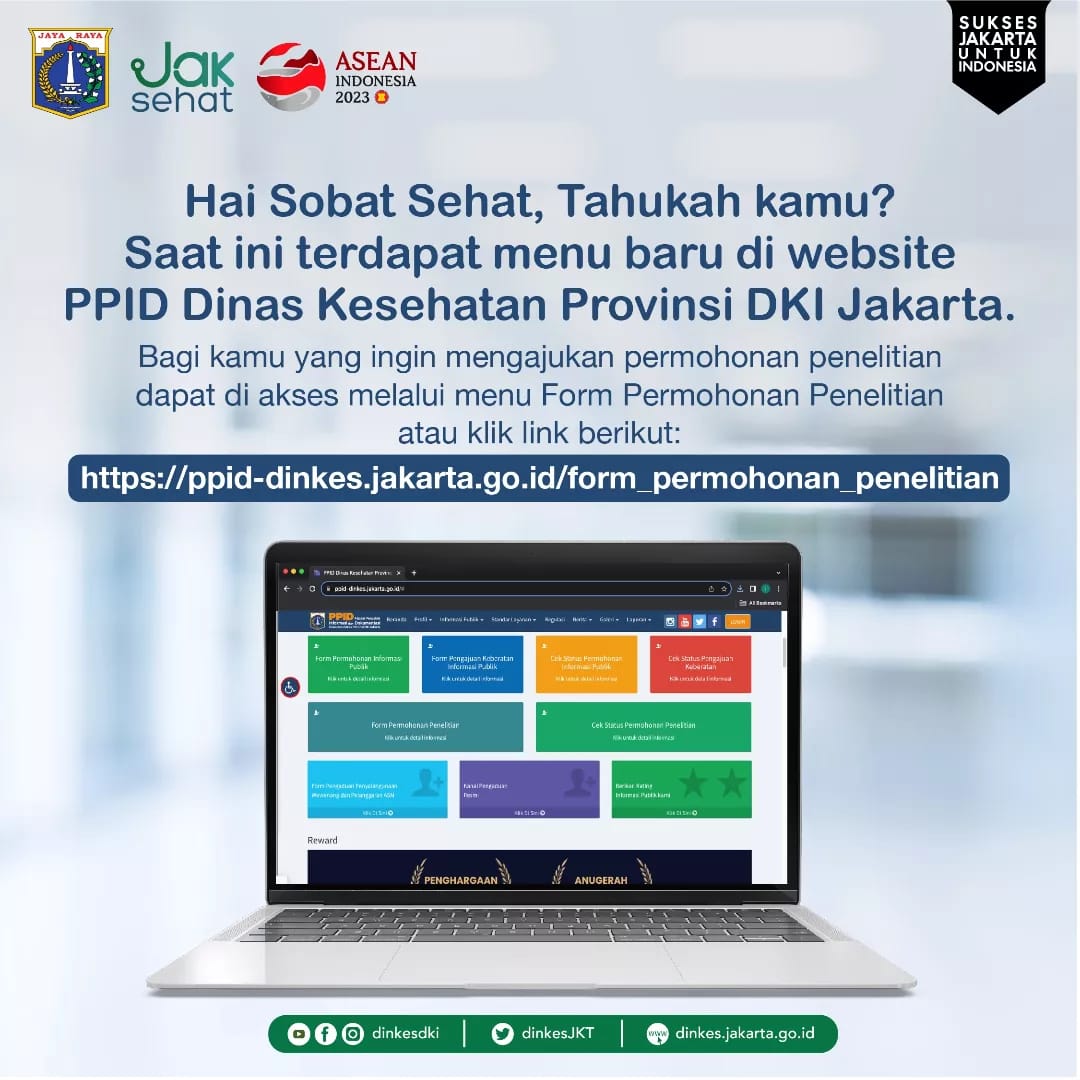 JAYA RAYA
Jak
sehat
ASEAN
INDONESIA
2023
SUKSES
JAKARTA
UNTUK
INDONESIA
Hai Sobat Sehat, Tahukah kamu?
Saat ini terdapat menu baru di website
PPID Dinas Kesehatan Provinsi DKI Jakarta.
Bagi kamu yang ingin mengajukan permohonan penelitian
dapat di akses melalui menu Form Permohonan Penelitian
atau klik link berikut:
https://ppid-dinkes.jakarta.go.id/form_permohonan_penelitian
PPID Dinas Kesehatan Provinc
ppid-dinkes.jakarta.go.id/#
All Bookmarks
PPID
Beranda Profil Informasi Publik Standar Layanan Regulasi Berita Galeri Laporan LOGIN
Form Permohonan Informasi
Publik
Klik untuk detail informasi
Form Pengajuan Keberatan
Informasi Publik
Klik untuk detail informasi
Cek Status Permohonan
Informasi Publik
Klik untuk detail informasi
Cek Status Pengajuan
Keberatan
Klik untuk detail informasi
Form Permohonan Penelitian
Klik untuk detail informasi
Cek Status Permohonan Penelitian
Klik untuk detail informasi
Form Pengaduan Penyalahgunaan
Wewenang dan Pelanggaran ASN
Klik Di Sini
Kanal Pengaduan
Resmi
Klik Di Sini
Berikan Rating
Informasi Publik kami
Klik Di Sini
Reward
PENGHARGAAN
ANUGERAH
dinkesdki
dinkesJKT
www
dinkes.jakarta.go.id